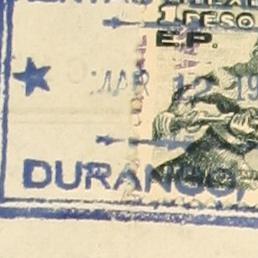 1 PESO
E.P.
MAR 12 19
DURANGO,